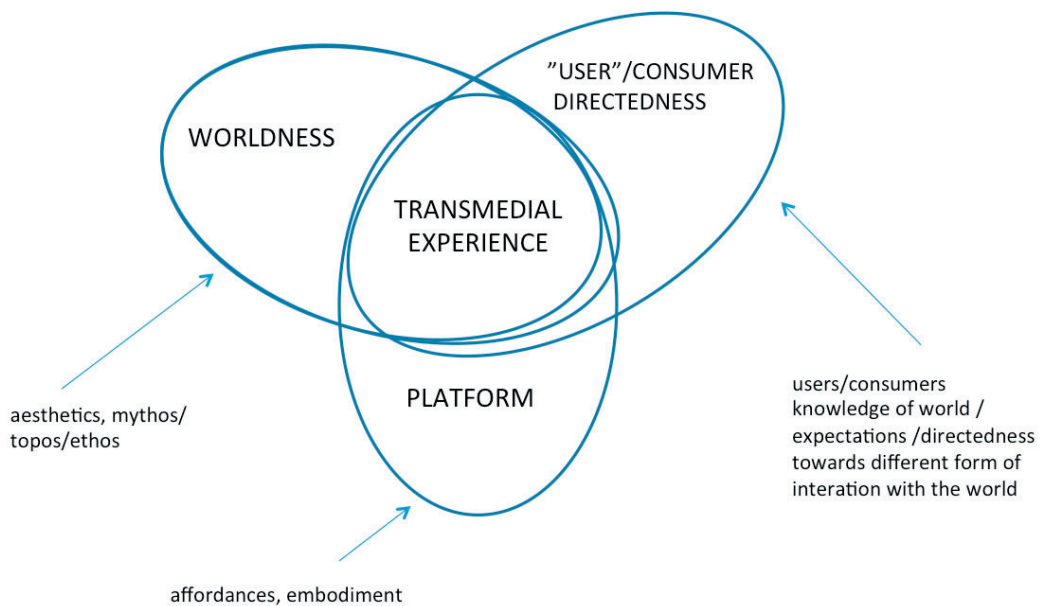 ”USER”/CONSUMER
DIRECTEDNESS
WORLDNESS
TRANSMEDIAL
EXPERIENCE
PLATFORM
aesthetics, mythos/
topos/ethos
users/consumers
knowledge of world /
expectations /directedness
towards different form of
interation with the world
affordances, embodiment